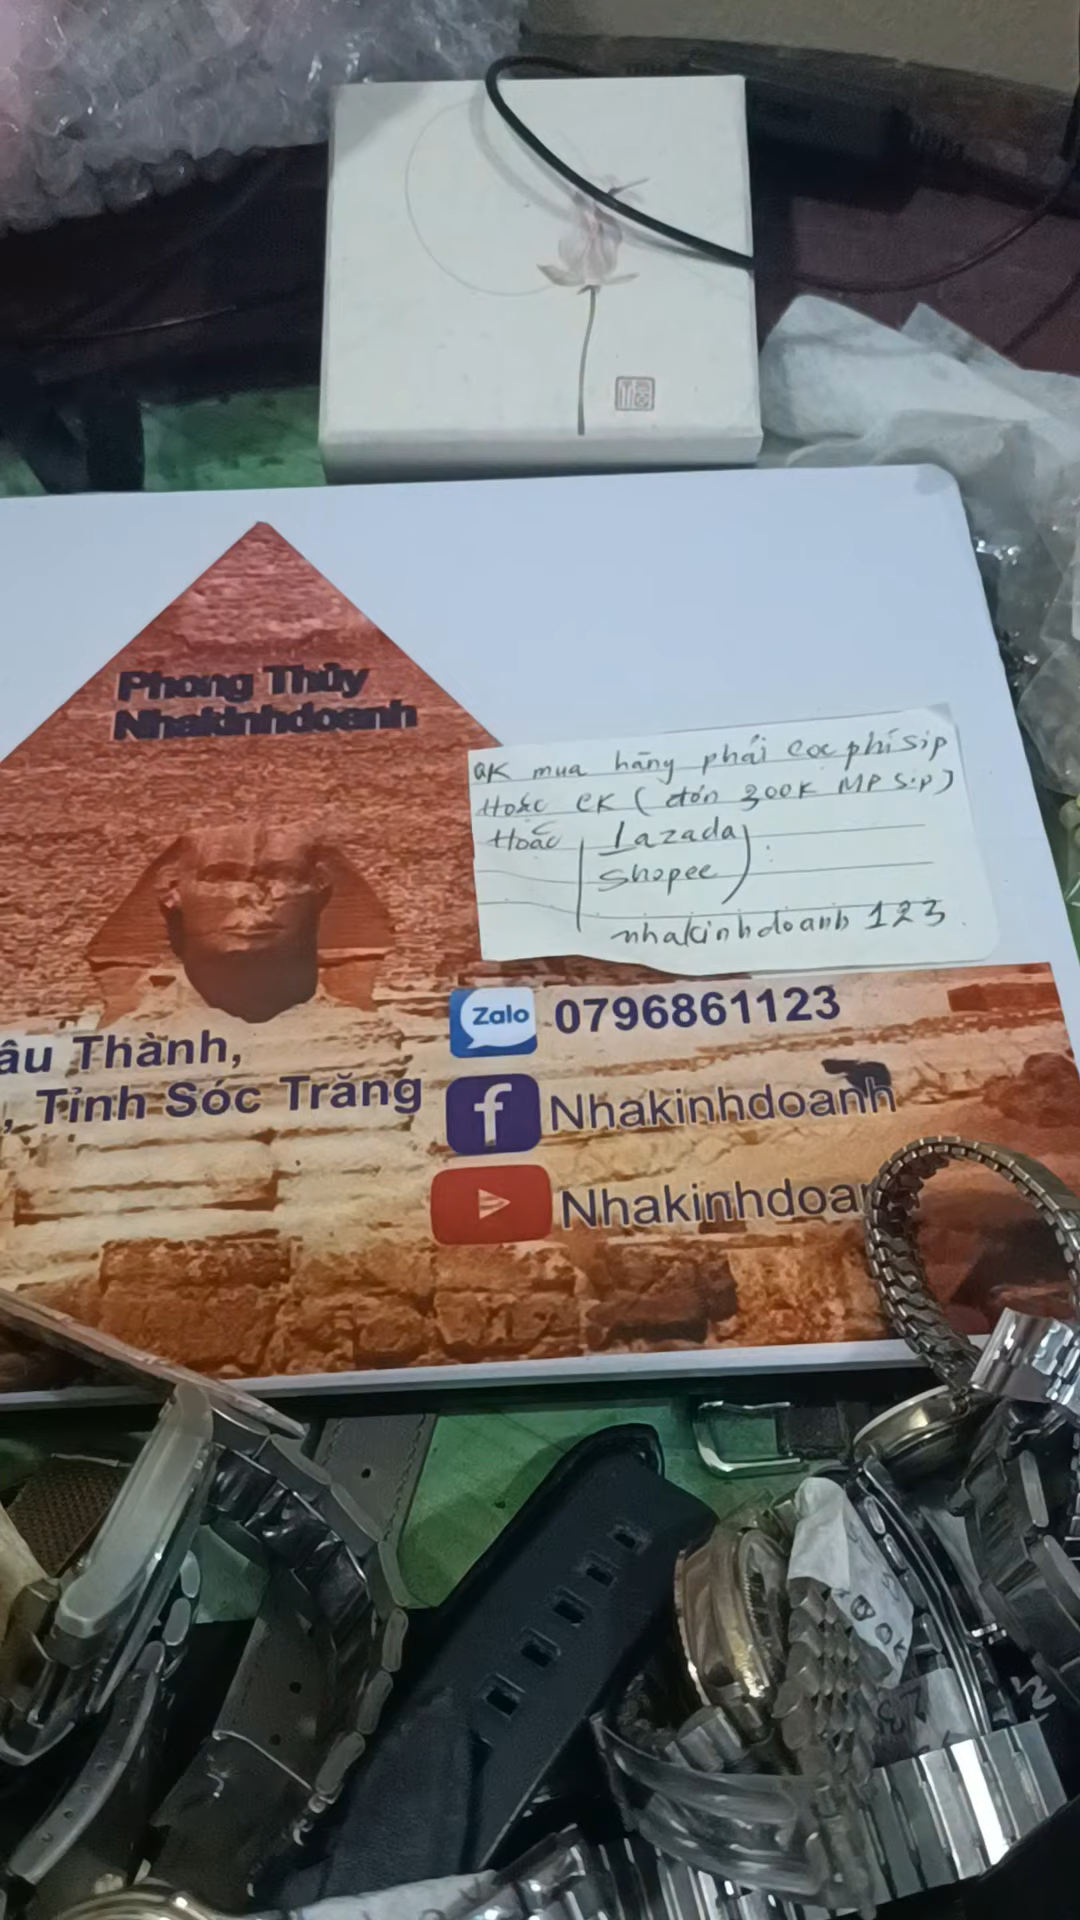 Phong Thủy
Nhakinhdoanh
QK mua hàng phải cọc phí sip
Hoặc CK ( đơn 300K MP sip)
Hoặc Lazada
Shopee
nhakinhdoanh 123
Zalo 0796861123
âu Thành,
, Tỉnh Sóc Trăng
Nhakinhdoanh
Nhakinhdoa